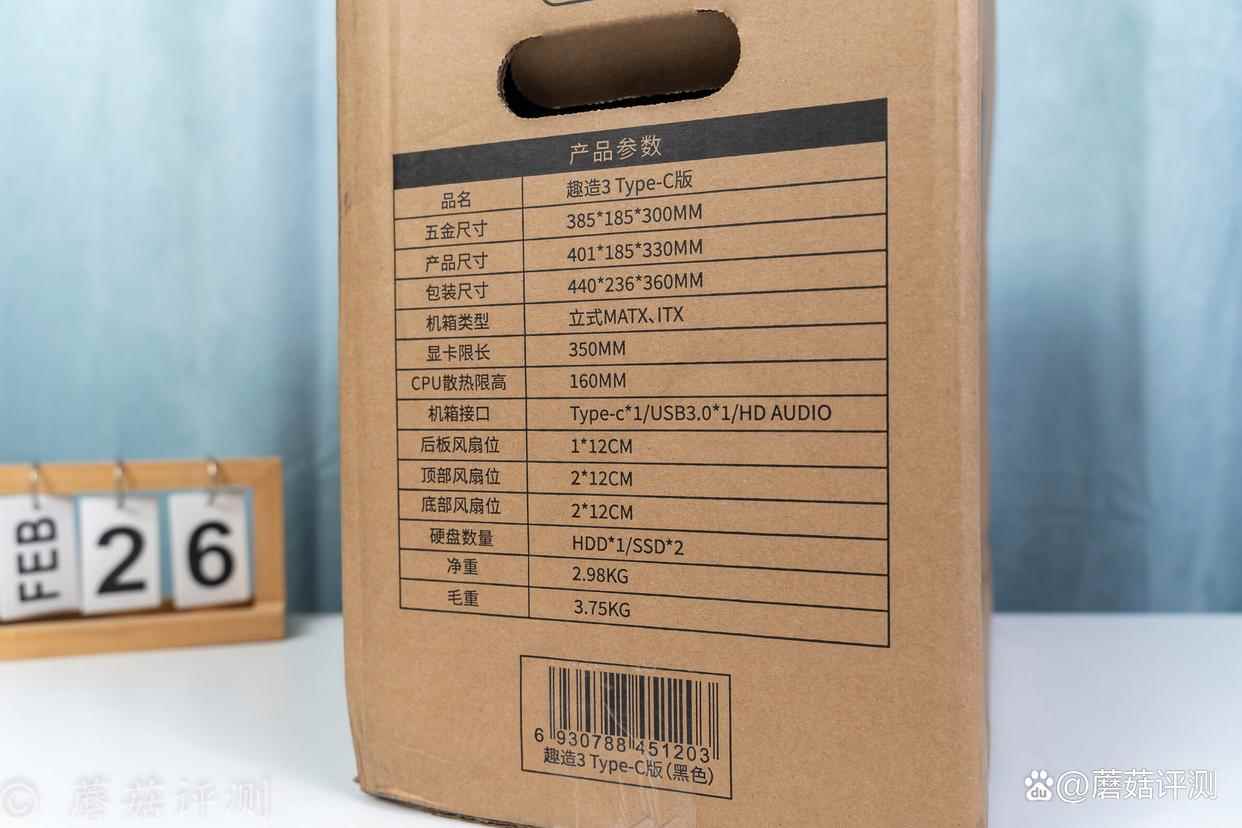 产品参数
品名 趣造3 Type-C版
五金尺寸 385*185*300MM
产品尺寸 401*185*330MM
包装尺寸 440*236*360MM
机箱类型 立式MATX、ITX
显卡限长 350MM
CPU散热限高 160MM
机箱接口 Type-c*1/USB3.0*1/HD AUDIO
后板风扇位 1*12CM
顶部风扇位 2*12CM
底部风扇位 2*12CM
硬盘数量 HDD*1/SSD*2
净重 2.98KG
毛重 3.75KG
FEB 26
6 930788 451203
趣造3 Type-C版(黑色)
© 蘑菇评测
du @蘑菇评测